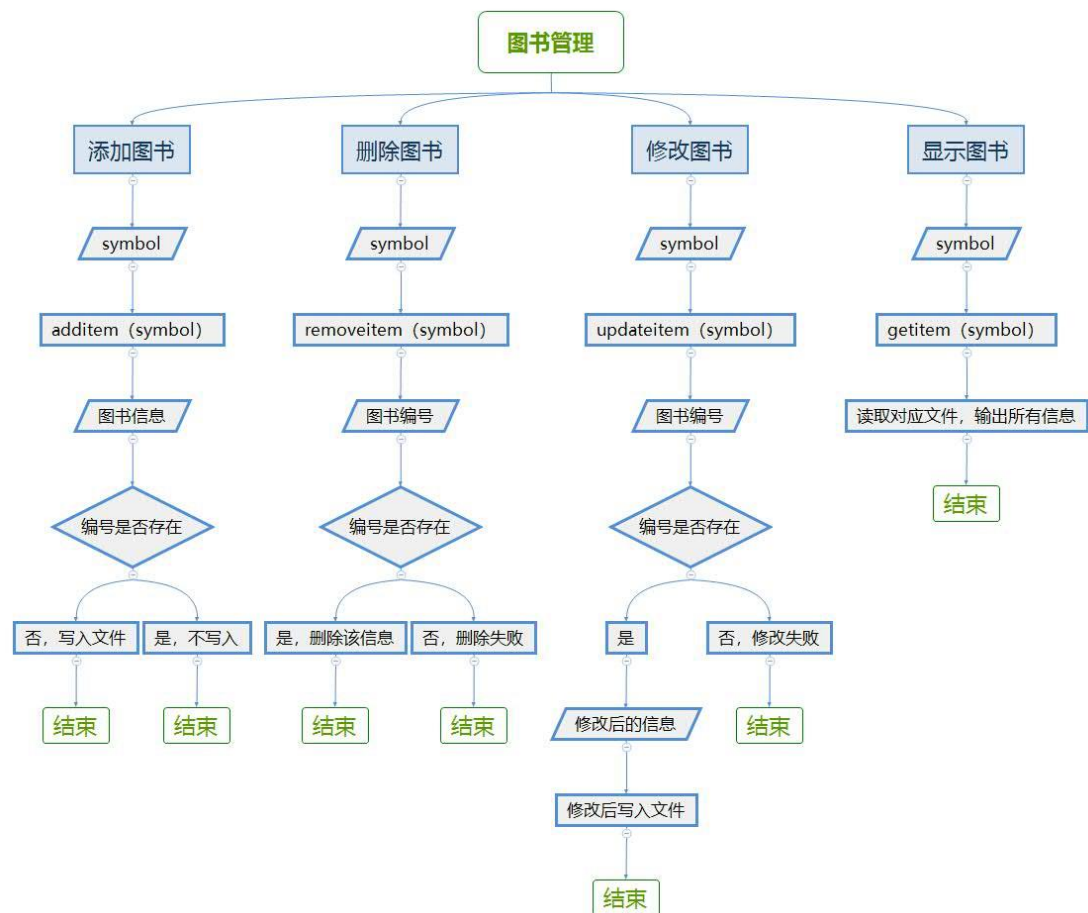 图书管理
添加图书
删除图书
修改图书
显示图书
symbol
symbol
symbol
symbol
additem（symbol）
removeitem（symbol）
updateitem（symbol）
getitem（symbol）
图书信息
图书编号
图书编号
读取对应文件，输出所有信息
编号是否存在
编号是否存在
编号是否存在
结束
否，写入文件
是，不写入
是，删除该信息
否，删除失败
是
否，修改失败
结束
结束
结束
结束
修改后的信息
结束
修改后写入文件
结束